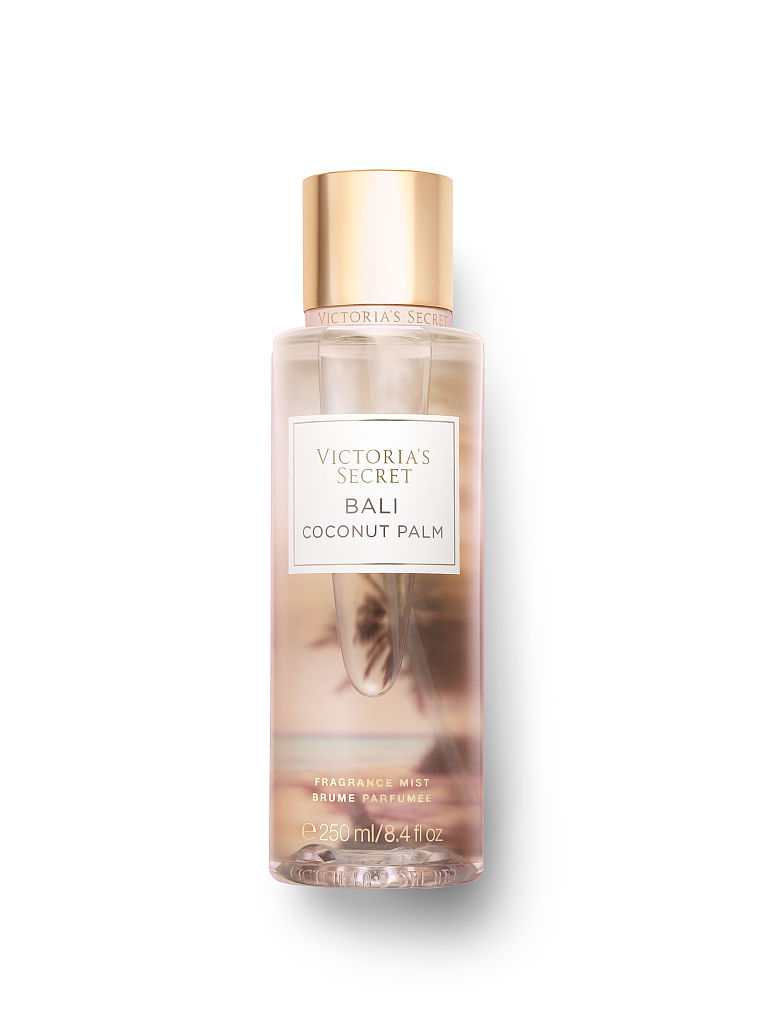 VICTORIA'S SECRET
VICTORIA'S
SECRET
BALI
COCONUT PALM
FRAGRANCE MIST
BRUME PARFUMÉE
℮ 250 ml/8.4 fl oz